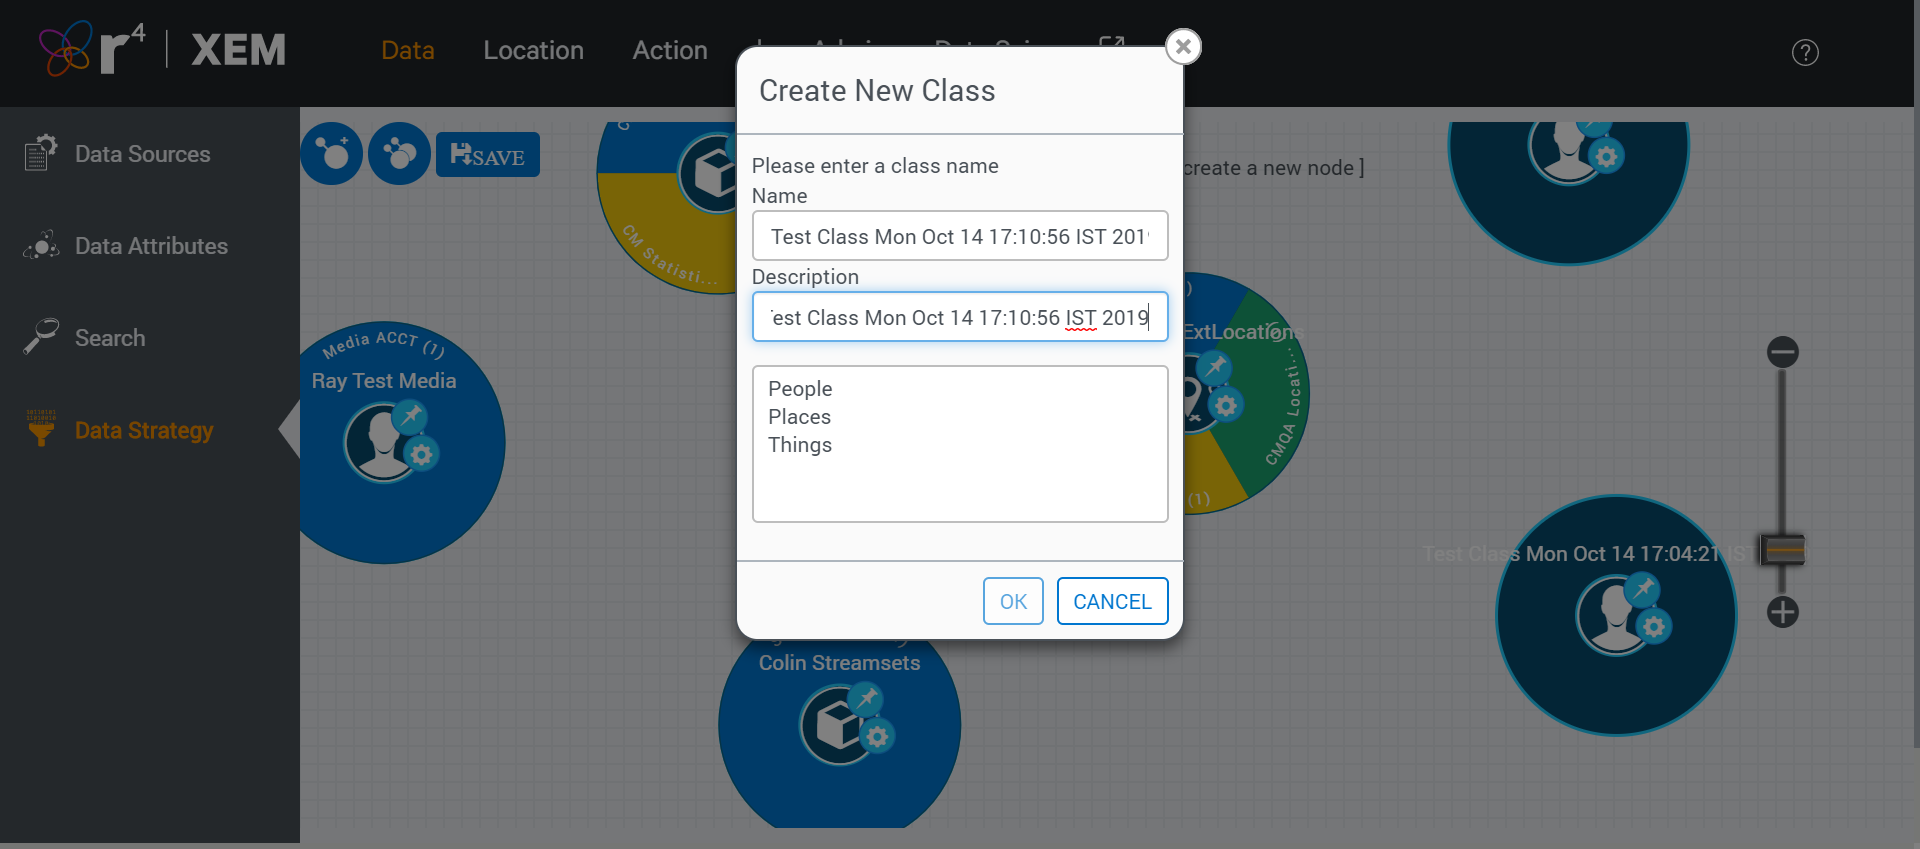 r4 | XEM
Data
Location
Action
Create New Class
Please enter a class name
Name
Test Class Mon Oct 14 17:10:56 IST 201
Description
est Class Mon Oct 14 17:10:56 IST 2019
People
Places
Things
OK
CANCEL
Data Sources
Data Attributes
Search
Data Strategy
SAVE
create a new node ]
CM Statisti...
Media ACCT (1)
Ray Test Media
ExtLocations
CMQA Locati...
(1)
Test Class Mon Oct 14 17:04:21 IST
Colin Streamsets